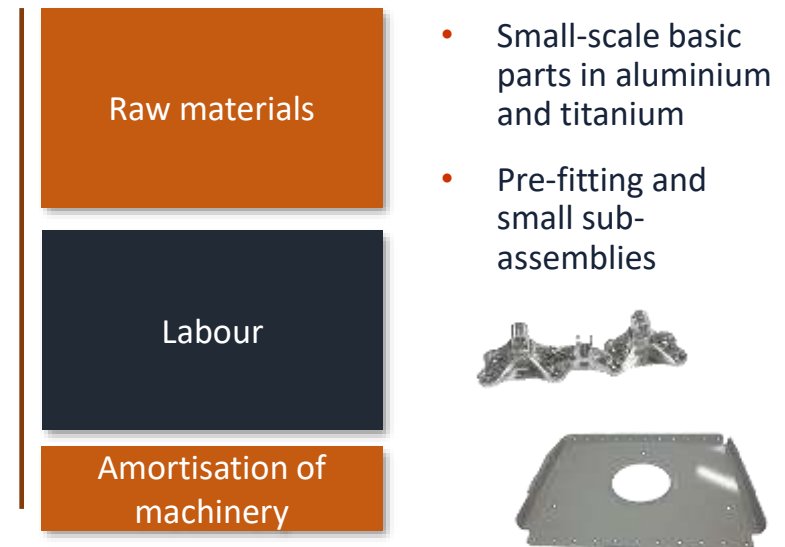 Raw materials
Labour
Amortisation of
machinery
• Small-scale basic
parts in aluminium
and titanium
• Pre-fitting and
small sub-
assemblies